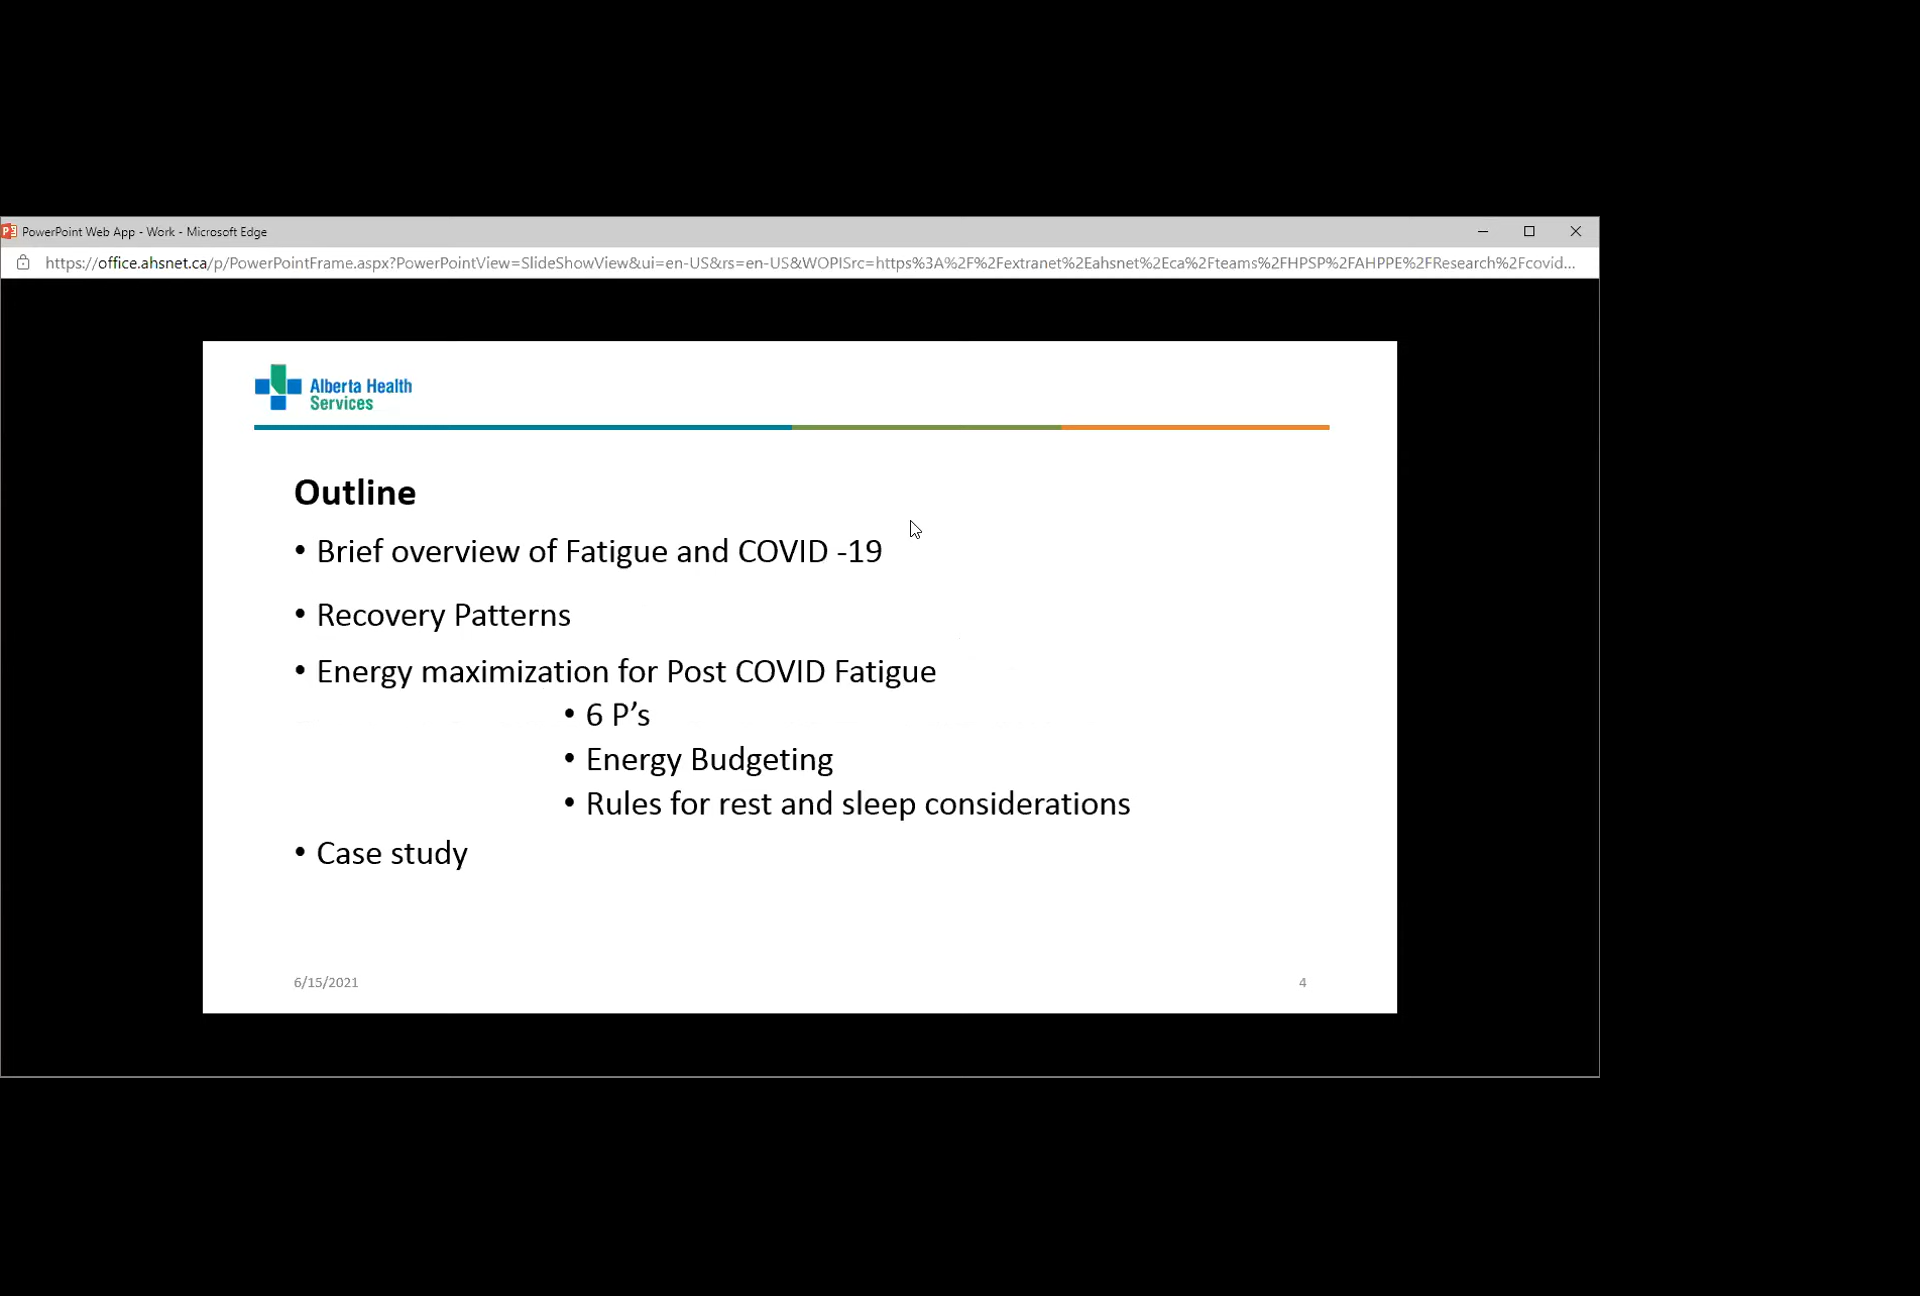 PowerPoint Web App - Work - Microsoft Edge
https://office.ahsnet.ca/p/PowerPointFrame.aspx?PowerPointView=SlideShowView&ui=en-US&rs=en-US&WOPISrc=https%3A%2F%2Fextranet%2Eahsnet%2Eca%2Fteams%2FHPSP%2FAHPPE%2FResearch%2Fcovid...
Alberta Health
Services
Outline
• Brief overview of Fatigue and COVID -19
• Recovery Patterns
• Energy maximization for Post COVID Fatigue
• 6 P’s
• Energy Budgeting
• Rules for rest and sleep considerations
• Case study
6/15/2021
4